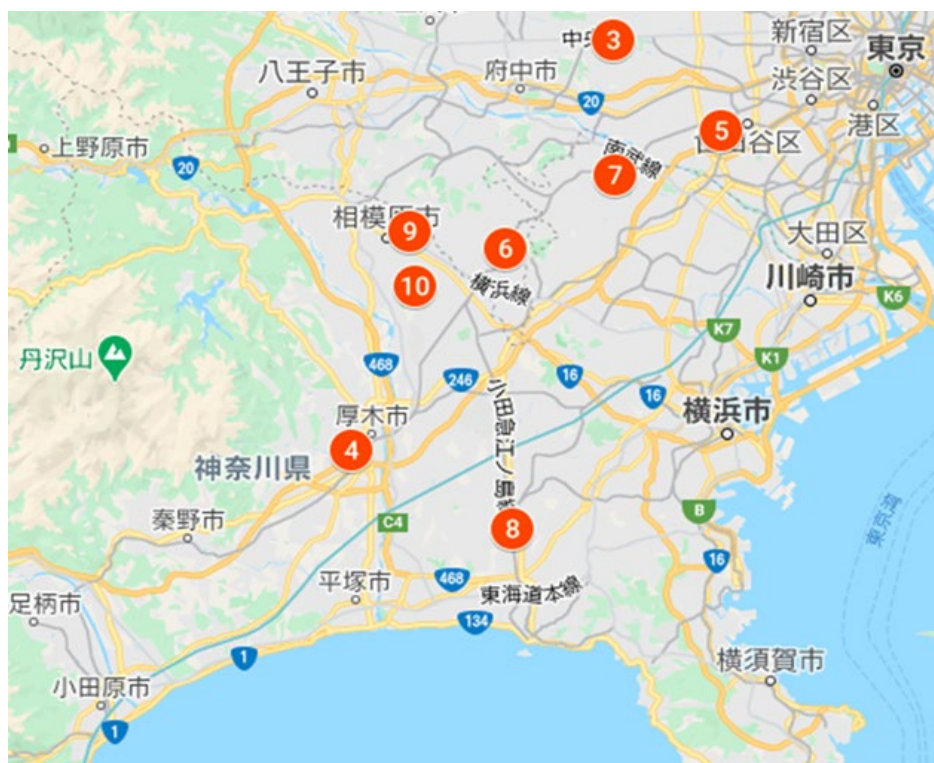 3
新宿区
中央
東京
八王子市
府中市
渋谷区
20
5
港区
上野原市
世田谷区
南武線
20
7
相模原市
9
6
大田区
10
横浜線
川崎市
K6
K7
丹沢山
468
246
16
K1
16
小田急江ノ島線
厚木市
横浜市
4
神奈川県
秦野市
C4
B
8
東京湾
平塚市
468
東海道本線
16
足柄市
134
1
横須賀市
小田原市
1